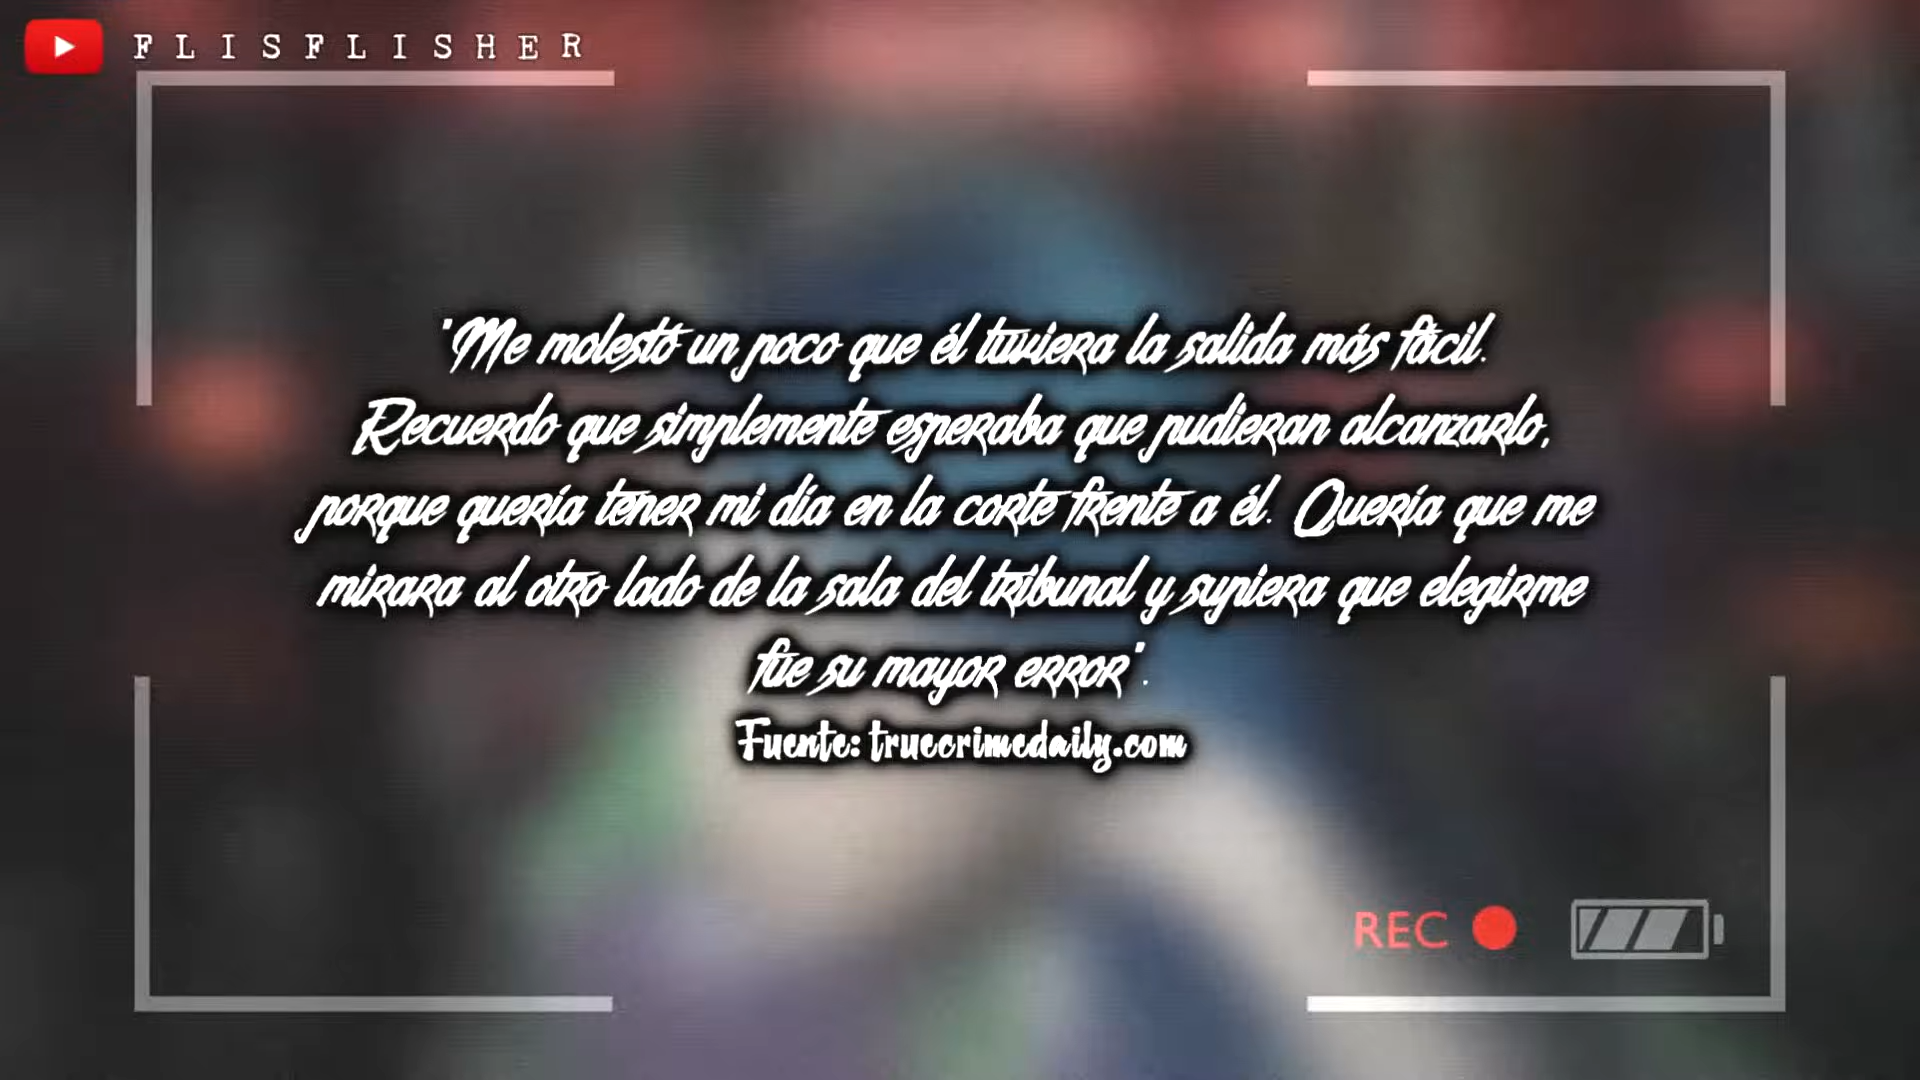 FLISFLISHER
"Me molestó un poco que él tuviera la salida más fácil.
Recuerdo que simplemente esperaba que pudieran alcanzarlo,
porque quería tener mi día en la corte frente a él. Quería que me
mirara al otro lado de la sala del tribunal y supiera que elegirme
fue su mayor error".
Fuente: truecrimedaily.com
REC